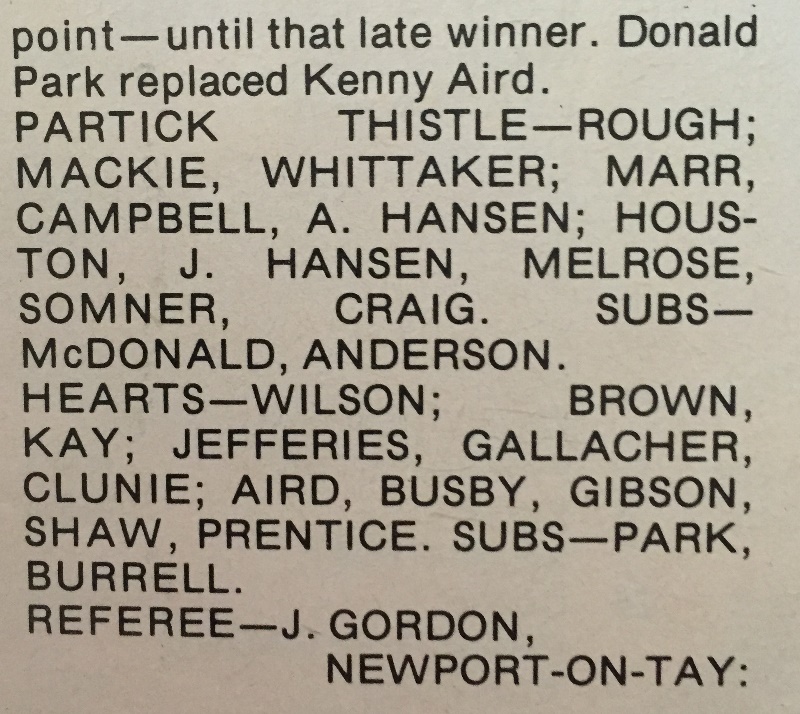 point—until that late winner. Donald
Park replaced Kenny Aird.
PARTICK THISTLE—ROUGH;
MACKIE, WHITTAKER; MARR,
CAMPBELL, A. HANSEN; HOUS-
TON, J. HANSEN, MELROSE,
SOMNER, CRAIG. SUBS—
McDONALD, ANDERSON.
HEARTS—WILSON; BROWN,
KAY; JEFFERIES, GALLACHER,
CLUNIE; AIRD, BUSBY, GIBSON,
SHAW, PRENTICE. SUBS—PARK,
BURRELL.
REFEREE—J. GORDON,
NEWPORT-ON-TAY: